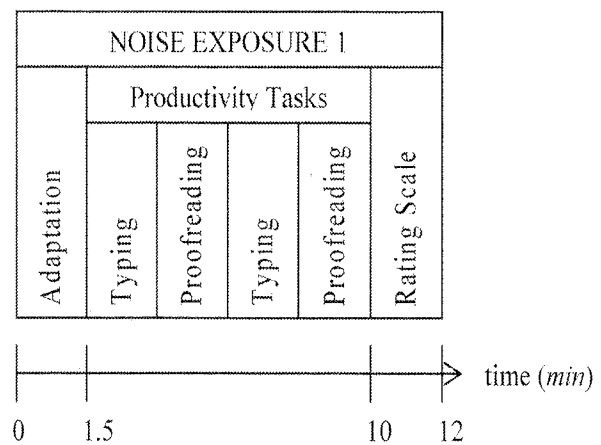 NOISE EXPOSURE 1
Productivity Tasks
Adaptation
Typing
Proofreading
Typing
Proofreading
Rating Scale
time (min)
0 1.5 10 12